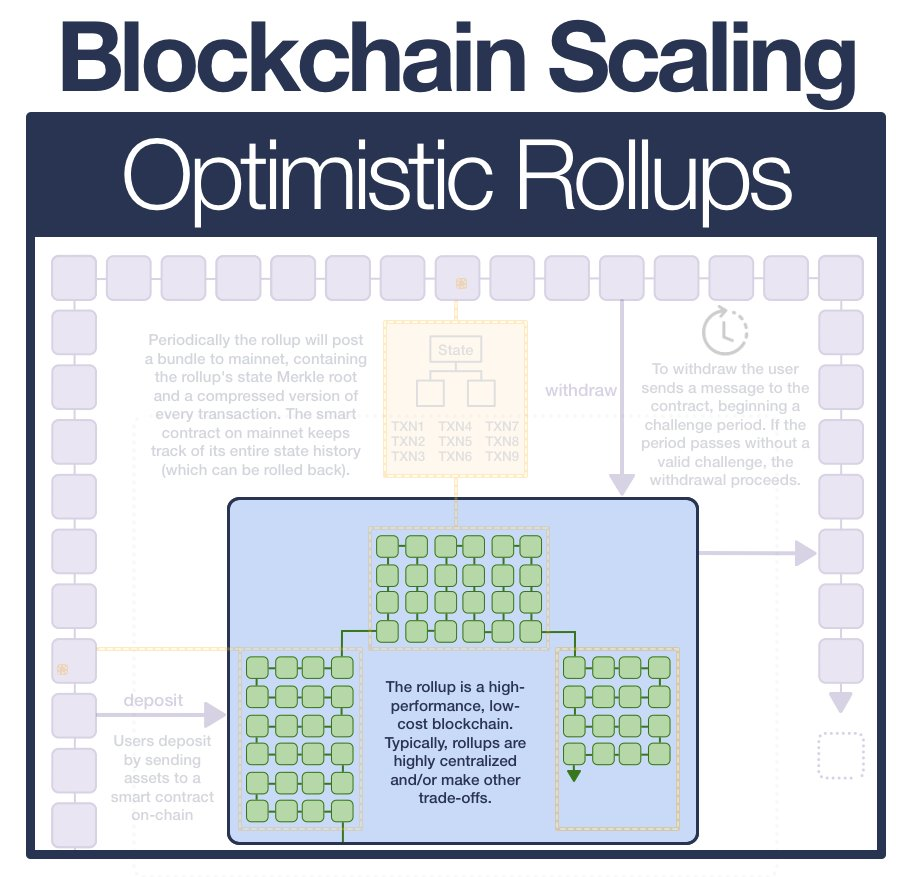 Blockchain Scaling
Optimistic Rollups
Periodically the rollup will post
a bundle to mainnet, containing
the rollup's state Merkle root
and a compressed version of
every transaction. The smart
contract on mainnet keeps
track of its entire state history
(which can be rolled back).
State
TXN1 TXN4 TXN7
TXN2 TXN5 TXN8
TXN3 TXN6 TXN9
withdraw
To withdraw the user
sends a message to the
contract, beginning a
challenge period. If the
period passes without a
valid challenge, the
withdrawal proceeds.
deposit
Users deposit
by sending
assets to a
smart contract
on-chain
The rollup is a high-
performance, low-
cost blockchain.
Typically, rollups are
highly centralized
and/or make other
trade-offs.